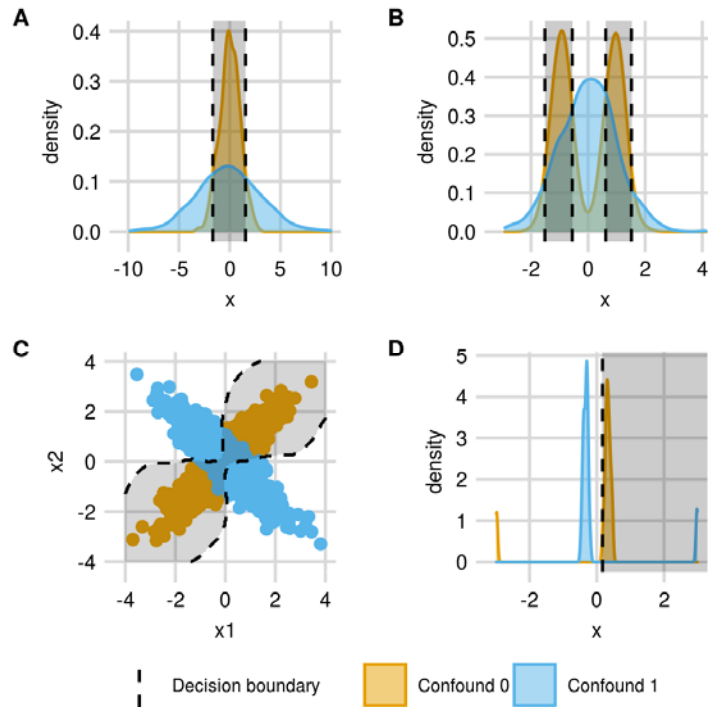 A
B
0.4
0.3
0.2
0.1
0.0
density
-10 -5 0 5 10
x
0.5
0.4
0.3
0.2
0.1
0.0
density
-2 0 2 4
x
C
D
4
2
0
-2
-4
x2
-4 -2 0 2 4
x1
5
4
3
2
1
0
density
-2 0 2
x
Decision boundary Confound 0 Confound 1